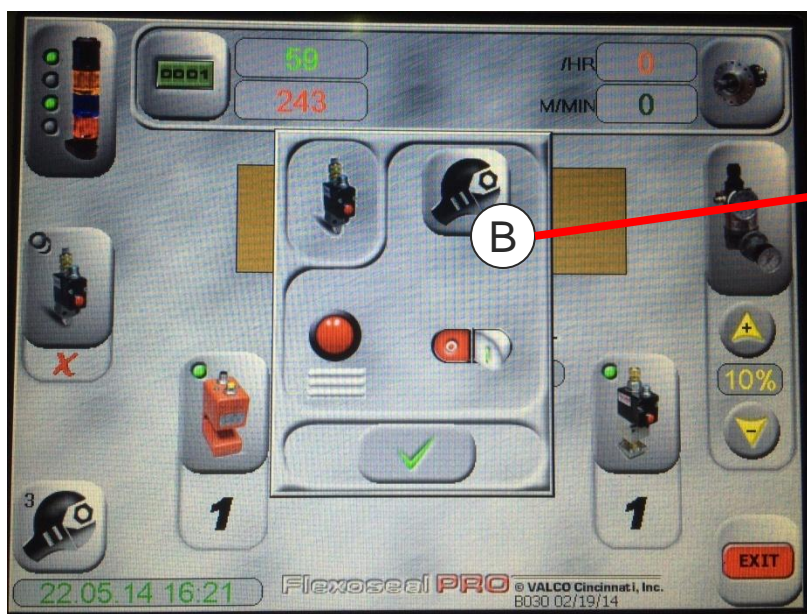 0001
59
243
/HR
0
M/MIN
0
B
X
+
10%
-
1
1
3
22.05.14 16:21
Flexoseal PRO
© VALCO Cincinnati, Inc.
B030 02/19/14
EXIT